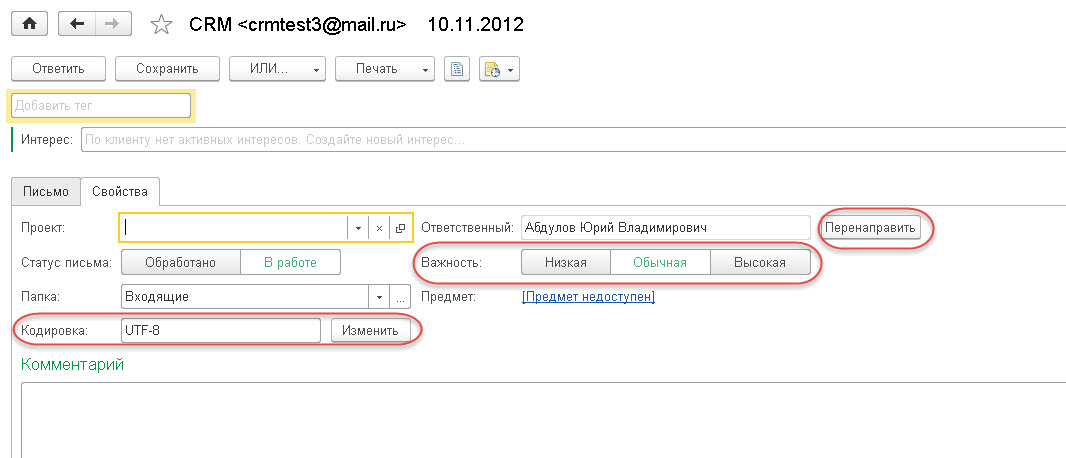 CRM <crmtest3@mail.ru> 10.11.2012
Ответить Сохранить ИЛИ... Печать
Добавить тег
Интерес: По клиенту нет активных интересов. Создайте новый интерес...
Письмо Свойства
Проект: Ответственный: Абдулов Юрий Владимирович Перенаправить
Статус письма: Обработано В работе Важность: Низкая Обычная Высокая
Папка: Входящие ... Предмет: [Предмет недоступен]
Кодировка: UTF-8 Изменить
Комментарий